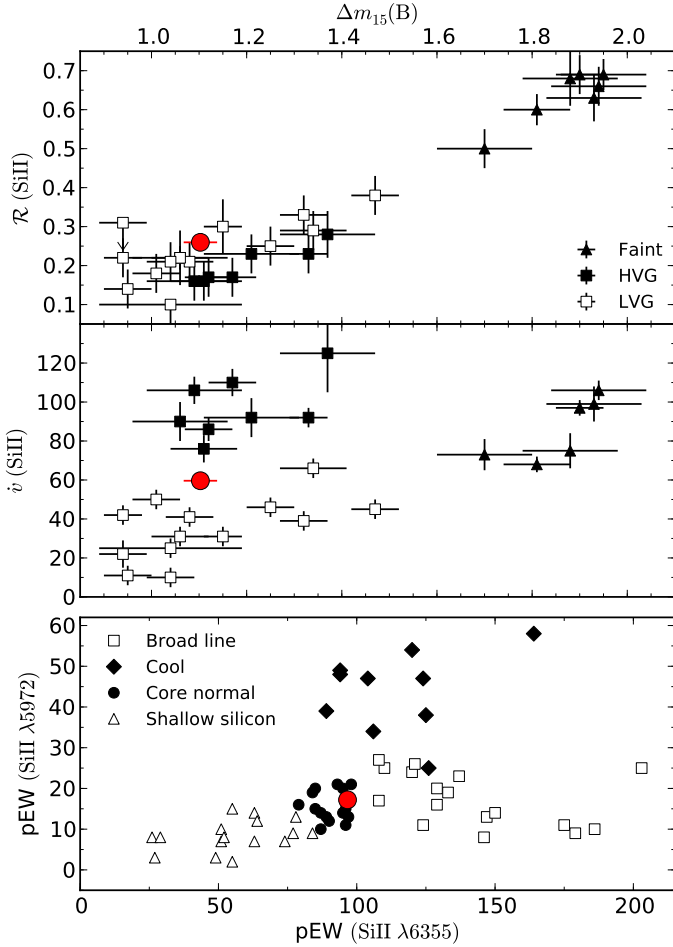 Δm₁₅(B)
1.0 1.2 1.4 1.6 1.8 2.0
0.7
0.6
0.5
0.4
0.3
0.2
0.1
ℛ (SiII)
Faint
HVG
LVG
120
100
80
60
40
20
0
v̇ (SiII)
60
50
40
30
20
10
0
pEW (SiII λ5972)
Broad line
Cool
Core normal
Shallow silicon
0 50 100 150 200
pEW (SiII λ6355)